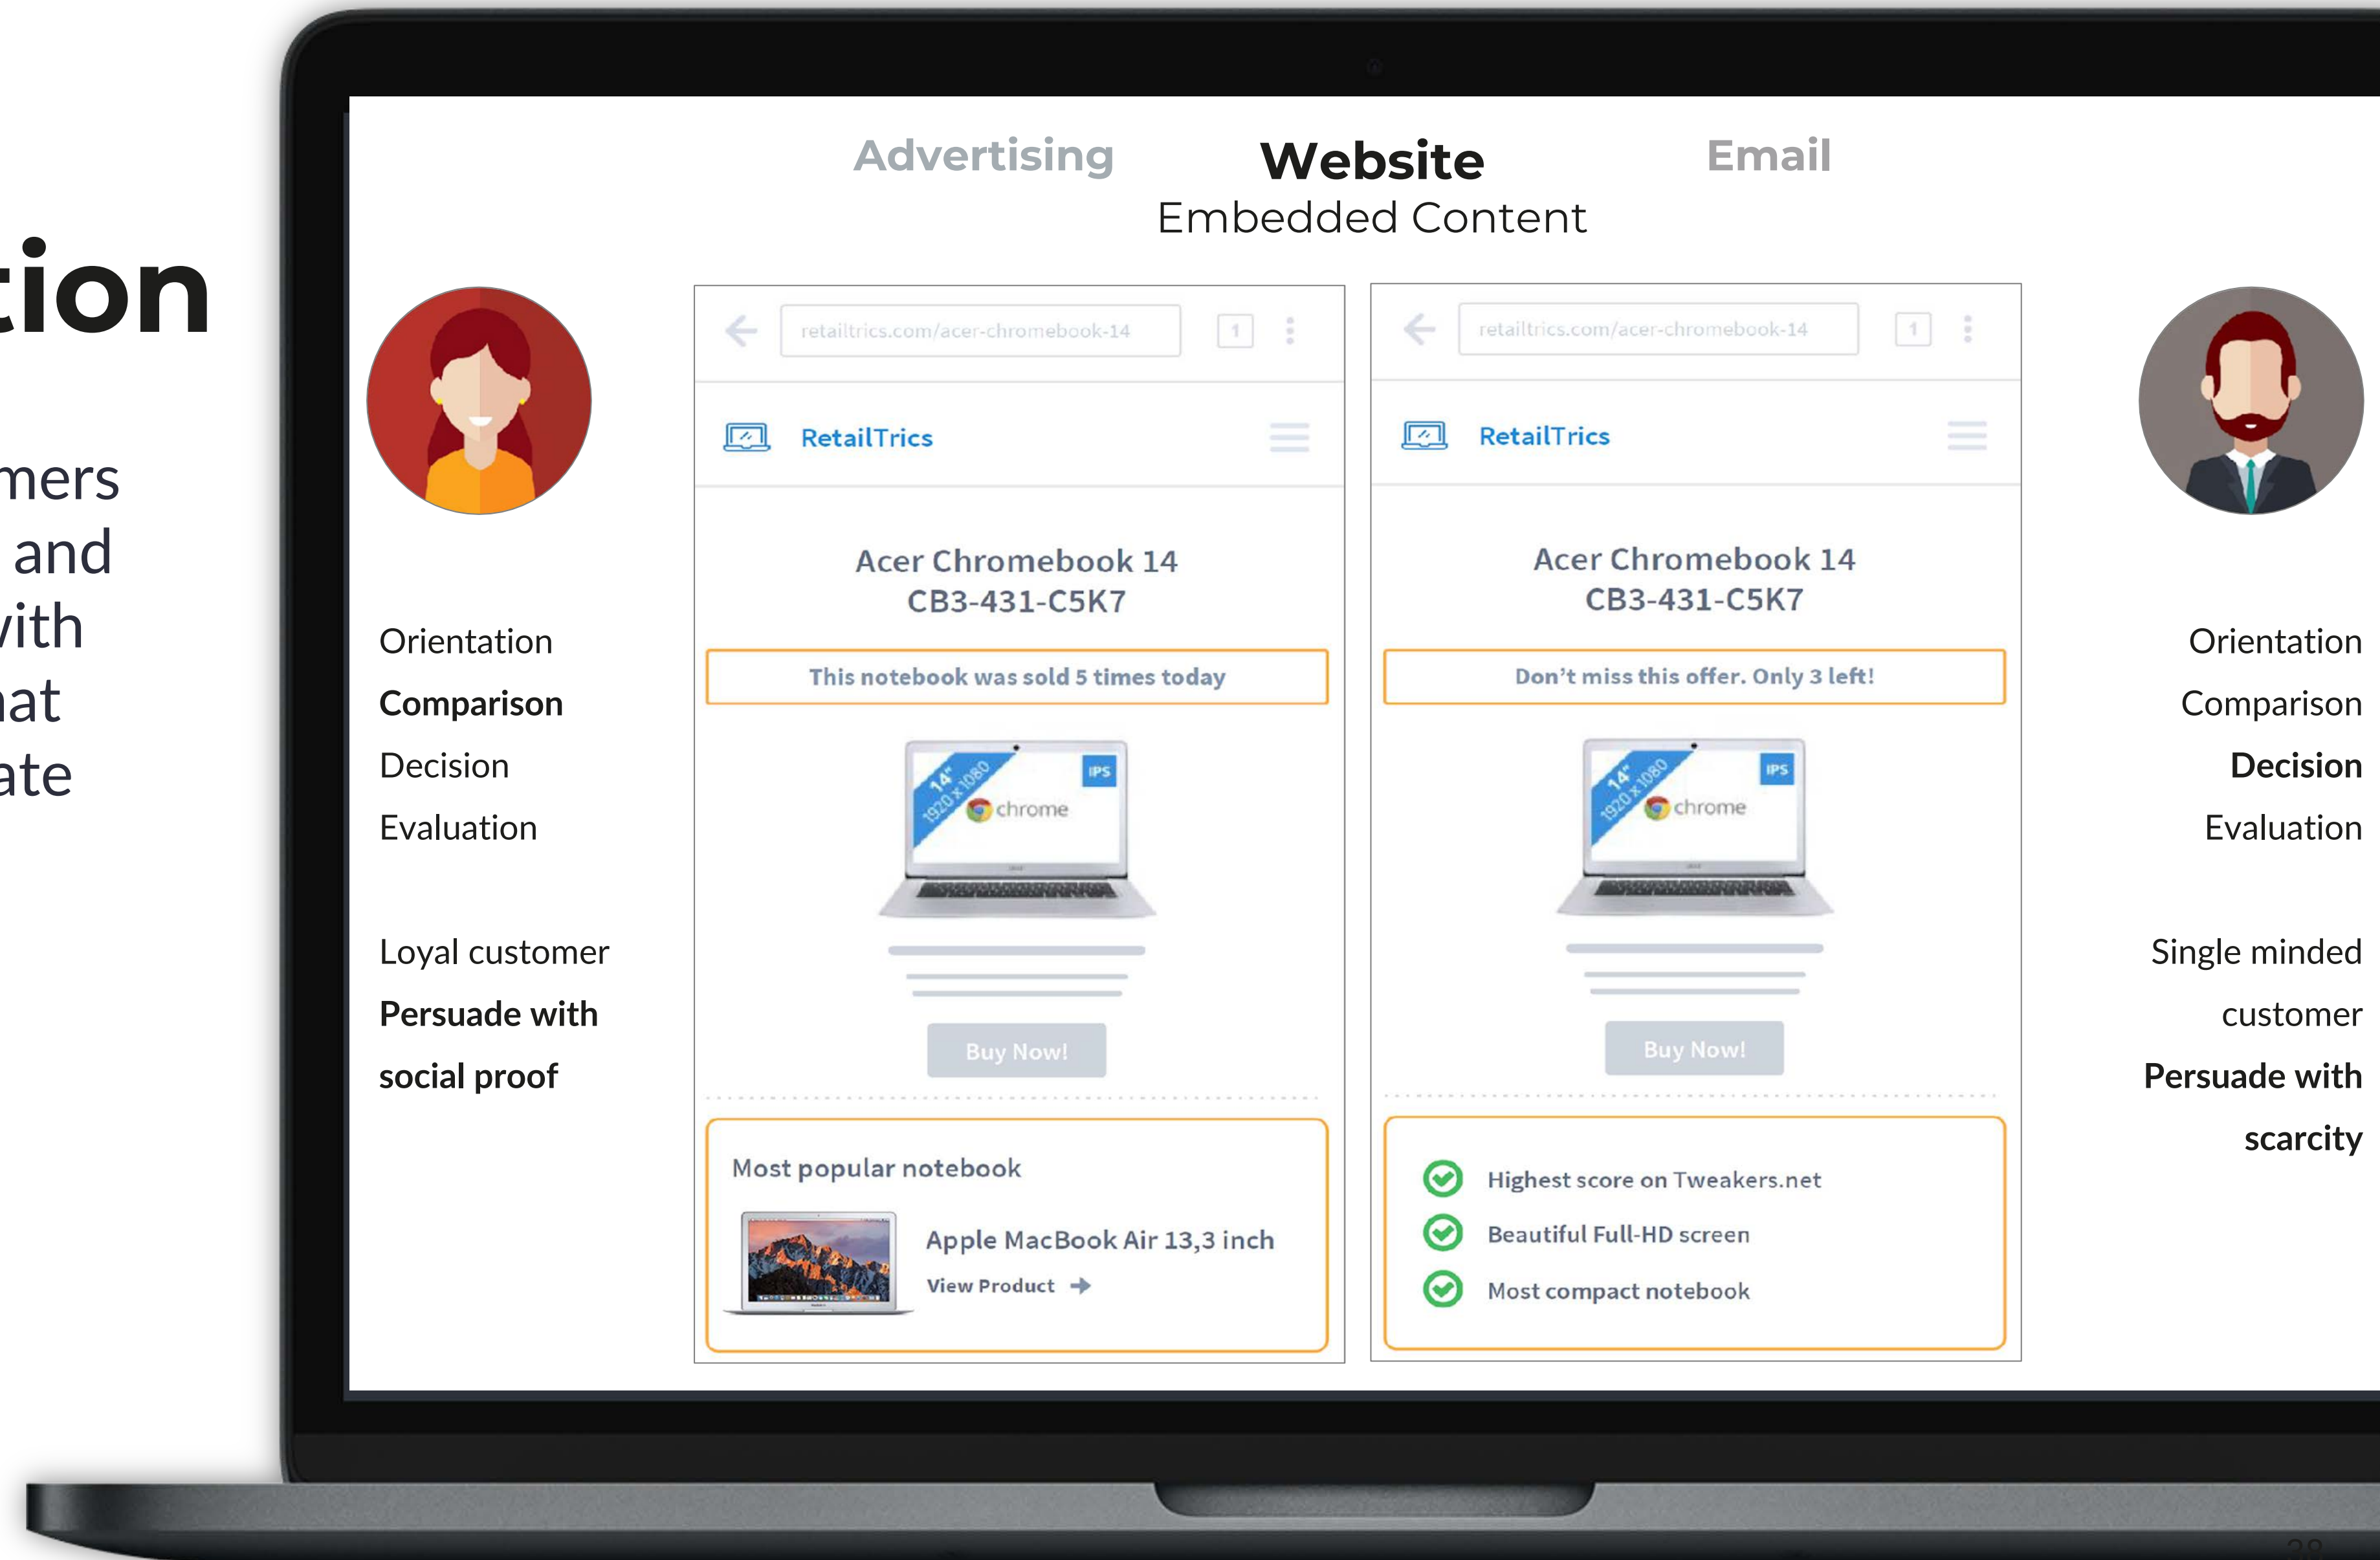 tion
mers
and
with
hat
ate
Advertising
Website
Email
Embedded Content
Orientation
Comparison
Decision
Evaluation
Loyal customer
Persuade with
social proof
retailtrics.com/acer-chromebook-14
1
RetailTrics
Acer Chromebook 14
CB3-431-C5K7
This notebook was sold 5 times today
14"
1920 x 1080
IPS
chrome
acer
Buy Now!
Most popular notebook
Apple MacBook Air 13,3 inch
View Product
retailtrics.com/acer-chromebook-14
1
RetailTrics
Acer Chromebook 14
CB3-431-C5K7
Don't miss this offer. Only 3 left!
14"
1920 x 1080
IPS
chrome
acer
Buy Now!
Highest score on Tweakers.net
Beautiful Full-HD screen
Most compact notebook
Orientation
Comparison
Decision
Evaluation
Single minded
customer
Persuade with
scarcity